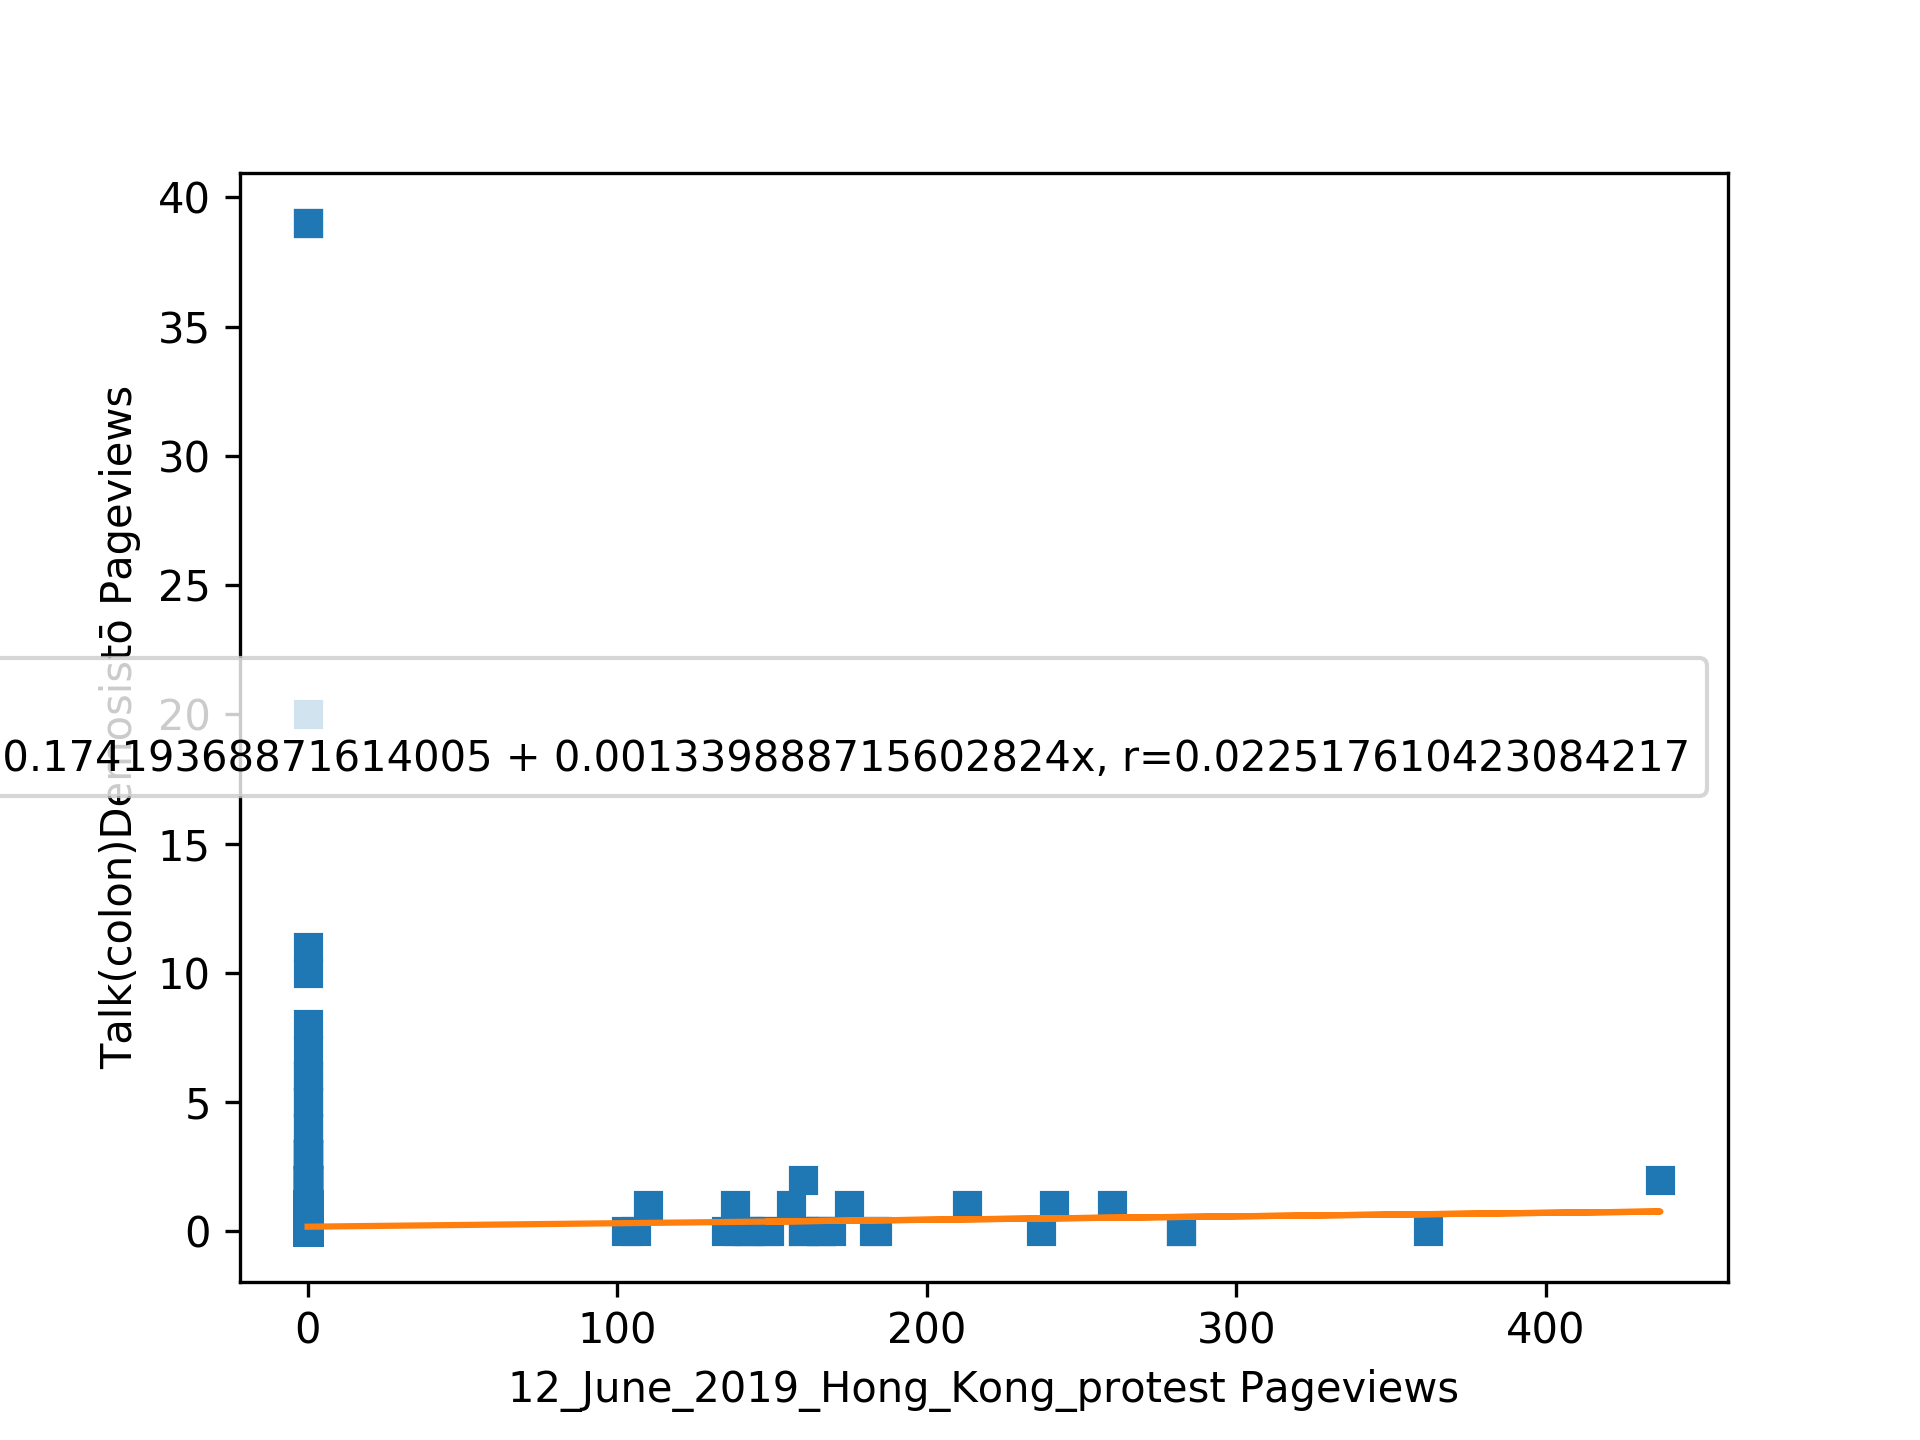 40
35
30
25
20
15
10
5
0
Talk(colon)Demosistō Pageviews
0.17419368871614005 + 0.001339888715602824x, r=0.022517610423084217
0 100 200 300 400
12_June_2019_Hong_Kong_protest Pageviews